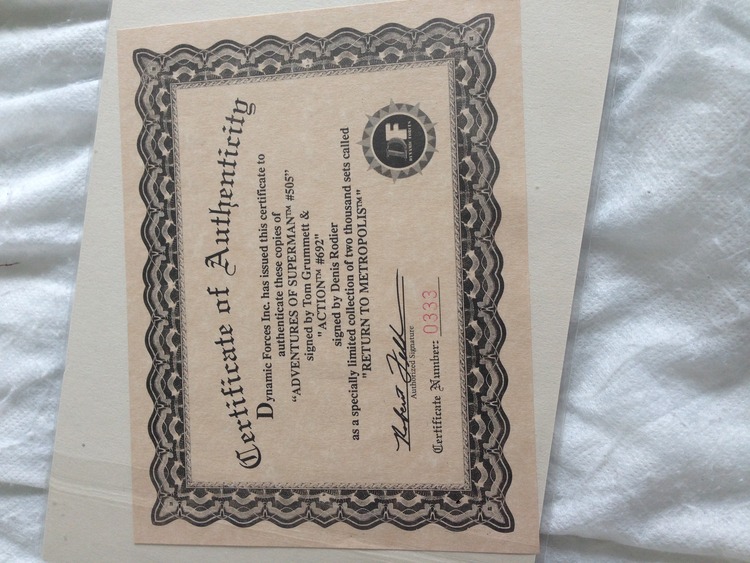 Certificate of Authenticity
Dynamic Forces Inc. has issued this certificate to
authenticate these copies of
“ADVENTURES OF SUPERMAN™ #505”
signed by Tom Grummett &
"ACTION™ #692"
signed by Denis Rodier
as a specially limited collection of two thousand sets called
"RETURN TO METROPOLIS™"
DF
DYNAMIC FORCES
Authorized Signature
Certificate Number: 0333